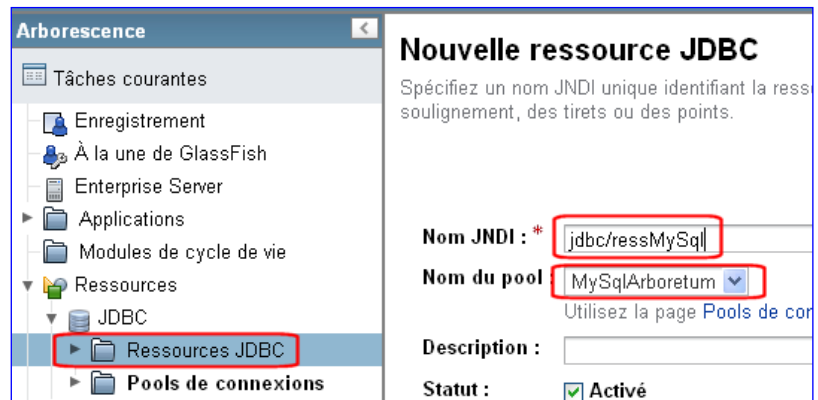 Arborescence
Tâches courantes
Enregistrement
À la une de GlassFish
Enterprise Server
Applications
Modules de cycle de vie
Ressources
JDBC
Ressources JDBC
Pools de connexions
Nouvelle ressource JDBC
Spécifiez un nom JNDI unique identifiant la ress
soulignement, des tirets ou des points.
Nom JNDI : * jdbc/ressMySql
Nom du pool : MySqlArboretum
Utilisez la page Pools de con
Description :
Statut : Activé